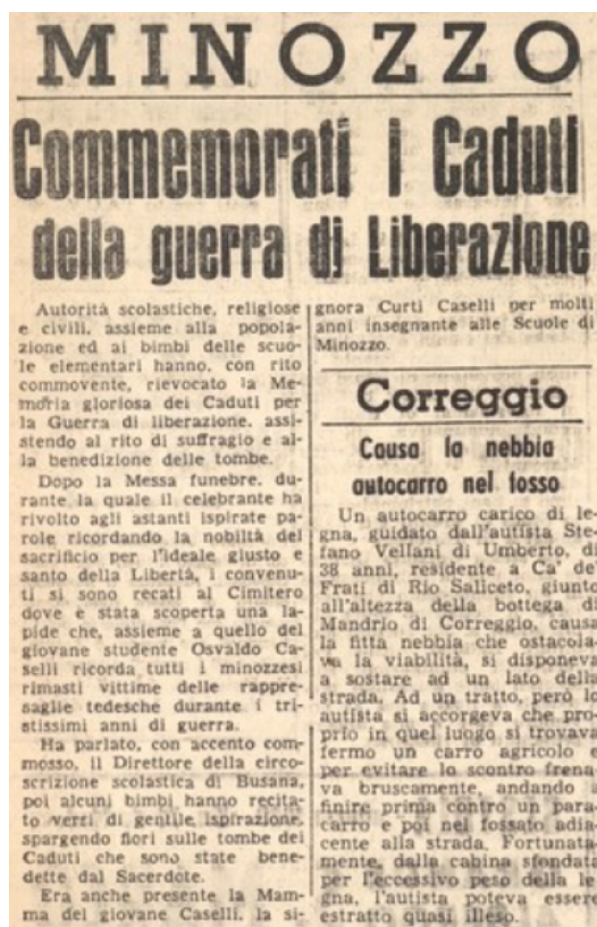 MINOZZO
Commemorati i Caduti
della guerra di Liberazione
Autorità scolastiche, religiose
e civili, assieme alla popola-
zione ed ai bimbi delle scuo-
le elementari hanno, con rito
commovente, rievocato la Me-
moria gloriosa dei Caduti per
la Guerra di liberazione, assi-
stendo al rito di suffragio e al-
la benedizione delle tombe.
Dopo la Messa funebre, du-
rante la quale il celebrante ha
rivolto agli astanti ispirate pa-
role ricordando la nobiltà del
sacrificio per l'ideale giusto e
santo della Libertà, i convenu-
ti si sono recati al Cimitero
dove è stata scoperta una la-
pide che, assieme a quello del
giovane studente Osvaldo Ca-
selli ricorda tutti i minozzesi
rimasti vittime delle rappre-
saglie tedesche durante i tri-
stissimi anni di guerra.
Ha parlato, con accento com-
mosso, il Direttore della circo-
scrizione scolastica di Busana,
poi alcuni bimbi hanno recita-
to versi di gentile ispirazione,
spargendo fiori sulle tombe dei
Caduti che sono state bene-
dette dal Sacerdote.
Era anche presente la Mam-
ma del giovane Caselli, la si-
gnora Curti Caselli per molti
anni insegnante alle Scuole di
Minozzo.
Correggio
Causa la nebbia
autocarro nel fosso
Un autocarro carico di le-
gna, guidato dall'autista Ste-
fano Vellani di Umberto, di
38 anni, residente a Ca' de'
Frati di Rio Saliceto, giunto
all'altezza della bottega di
Mandrio di Correggio, causa
la fitta nebbia che ostacola-
va la viabilità, si disponeva
a sostare ad un lato della
strada. Ad un tratto, però lo
autista si accorgeva che pro-
prio in quel luogo si trovava
fermo un carro agricolo e
per evitare lo scontro frena-
va bruscamente, andando a
finire prima contro un para-
carro e poi nel fossato adia-
cente alla strada. Fortunata-
mente, dalla cabina sfondata
per l'eccessivo peso della le-
gna, l'autista poteva essere
estratto quasi illeso.